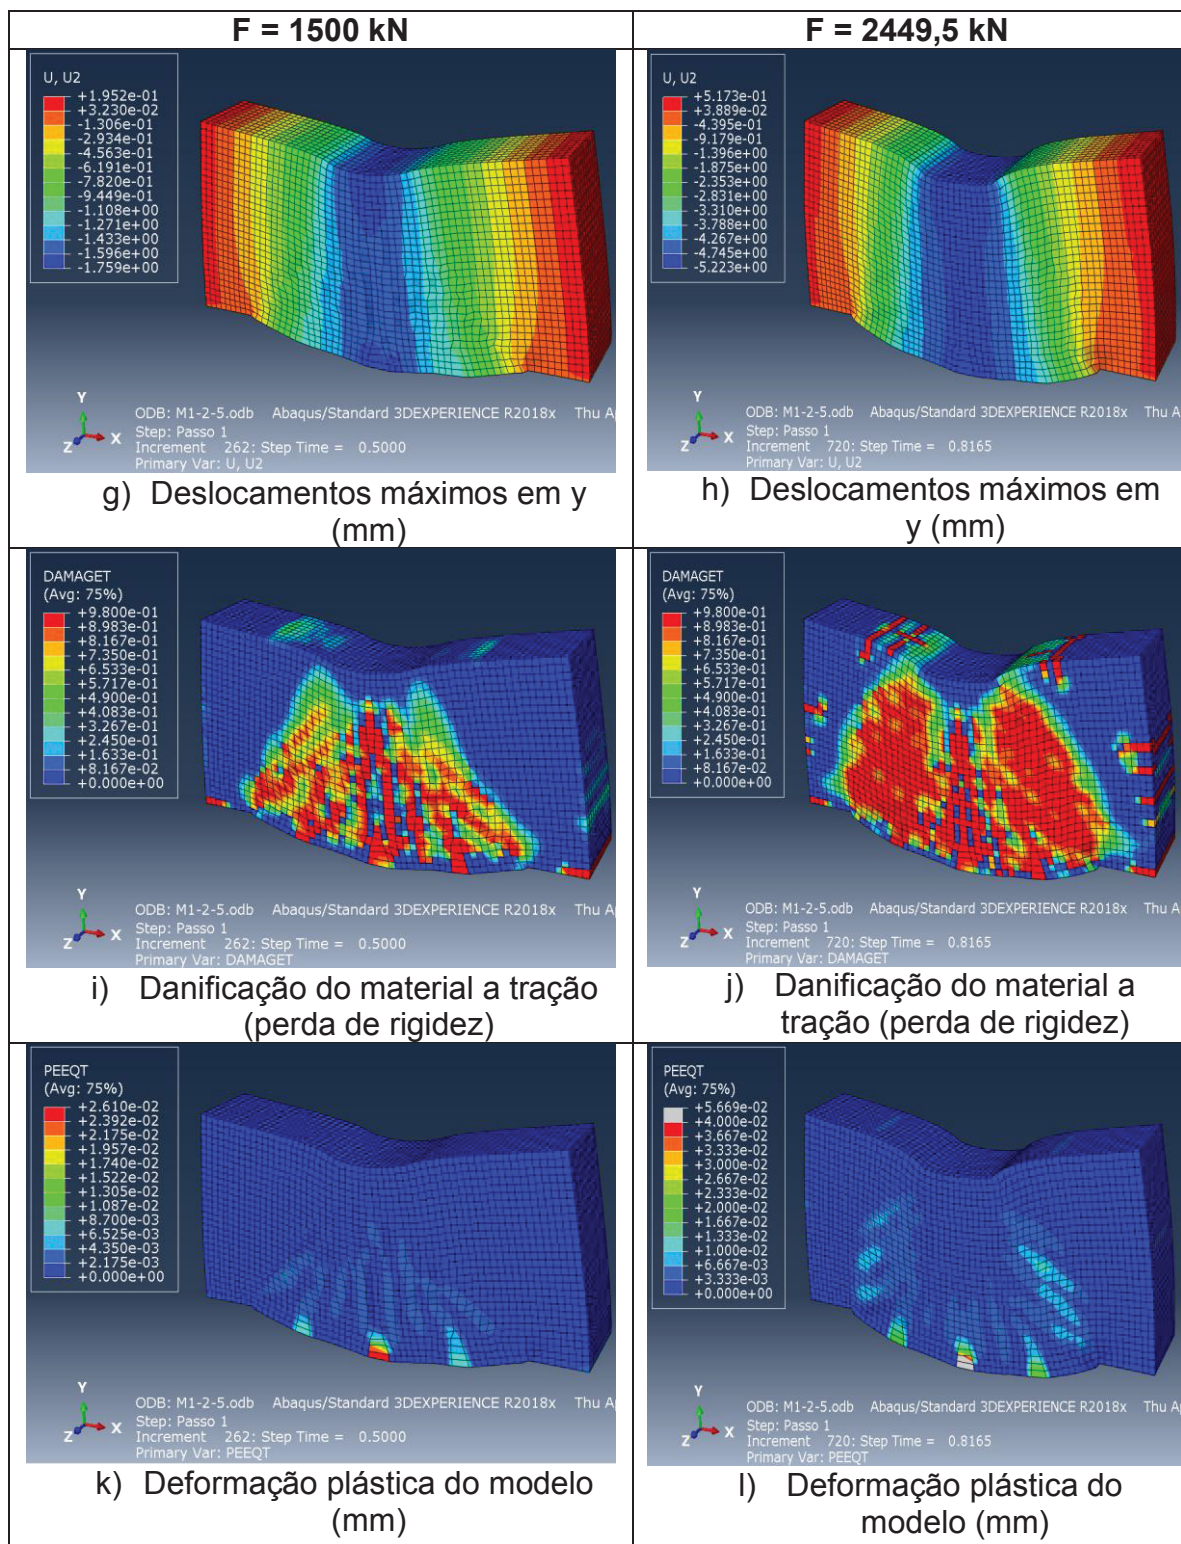 F = 1500 kN
F = 2449,5 kN
U, U2
+1.952e-01
+3.230e-02
-1.306e-01
-2.934e-01
-4.563e-01
-6.191e-01
-7.820e-01
-9.449e-01
-1.108e+00
-1.271e+00
-1.433e+00
-1.596e+00
-1.759e+00
Y
Z
X
ODB: M1-2-5.odb Abaqus/Standard 3DEXPERIENCE R2018x Thu A
Step: Passo 1
Increment 262: Step Time = 0.5000
Primary Var: U, U2
g) Deslocamentos máximos em y
(mm)
U, U2
+5.173e-01
+3.889e-02
-4.395e-01
-9.179e-01
-1.396e+00
-1.875e+00
-2.353e+00
-2.831e+00
-3.310e+00
-3.788e+00
-4.267e+00
-4.745e+00
-5.223e+00
Y
Z
X
ODB: M1-2-5.odb Abaqus/Standard 3DEXPERIENCE R2018x Thu A
Step: Passo 1
Increment 720: Step Time = 0.8165
Primary Var: U, U2
h) Deslocamentos máximos em
y (mm)
DAMAGET
(Avg: 75%)
+9.800e-01
+8.983e-01
+8.167e-01
+7.350e-01
+6.533e-01
+5.717e-01
+4.900e-01
+4.083e-01
+3.267e-01
+2.450e-01
+1.633e-01
+8.167e-02
+0.000e+00
Y
Z
X
ODB: M1-2-5.odb Abaqus/Standard 3DEXPERIENCE R2018x Thu A
Step: Passo 1
Increment 262: Step Time = 0.5000
Primary Var: DAMAGET
i) Danificação do material a tração
(perda de rigidez)
DAMAGET
(Avg: 75%)
+9.800e-01
+8.983e-01
+8.167e-01
+7.350e-01
+6.533e-01
+5.717e-01
+4.900e-01
+4.083e-01
+3.267e-01
+2.450e-01
+1.633e-01
+8.167e-02
+0.000e+00
Y
Z
X
ODB: M1-2-5.odb Abaqus/Standard 3DEXPERIENCE R2018x Thu A
Step: Passo 1
Increment 720: Step Time = 0.8165
Primary Var: DAMAGET
j) Danificação do material a
tração (perda de rigidez)
PEEQT
(Avg: 75%)
+2.610e-02
+2.392e-02
+2.175e-02
+1.957e-02
+1.740e-02
+1.522e-02
+1.305e-02
+1.087e-02
+8.700e-03
+6.525e-03
+4.350e-03
+2.175e-03
+0.000e+00
Y
Z
X
ODB: M1-2-5.odb Abaqus/Standard 3DEXPERIENCE R2018x Thu A
Step: Passo 1
Increment 262: Step Time = 0.5000
Primary Var: PEEQT
k) Deformação plástica do modelo
(mm)
PEEQT
(Avg: 75%)
+5.669e-02
+4.000e-02
+3.667e-02
+3.333e-02
+3.000e-02
+2.667e-02
+2.333e-02
+2.000e-02
+1.667e-02
+1.333e-02
+1.000e-02
+6.667e-03
+3.333e-03
+0.000e+00
Y
Z
X
ODB: M1-2-5.odb Abaqus/Standard 3DEXPERIENCE R2018x Thu A
Step: Passo 1
Increment 720: Step Time = 0.8165
Primary Var: PEEQT
l) Deformação plástica do
modelo (mm)